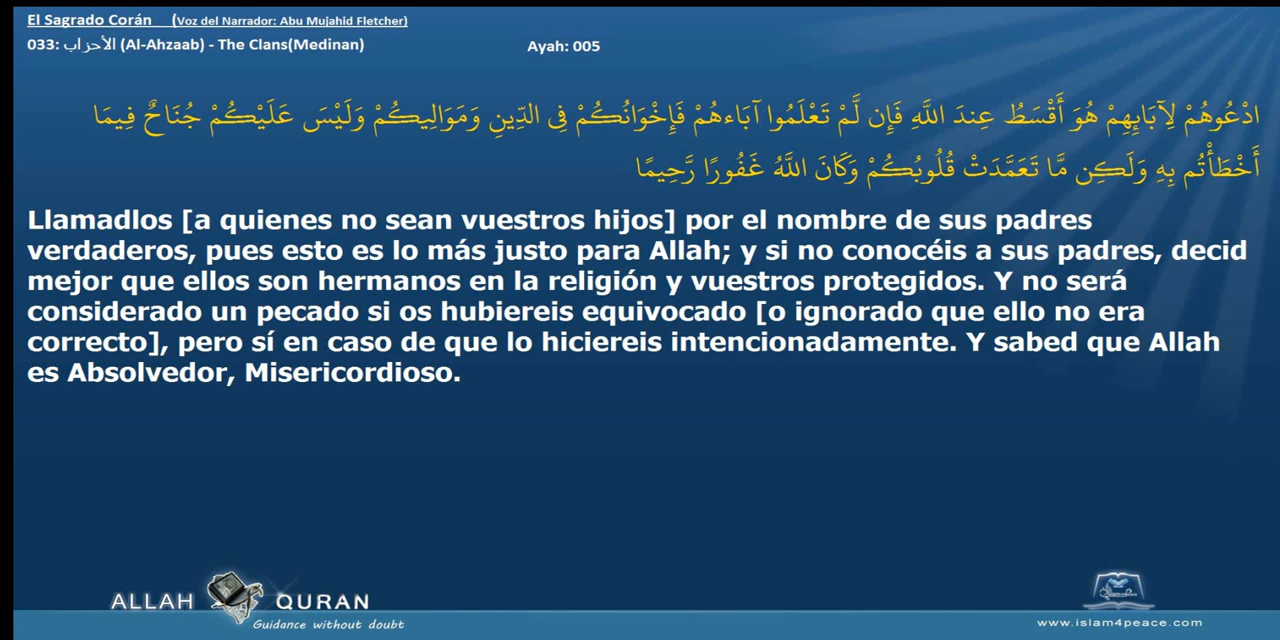 El Sagrado Corán (Voz del Narrador: Abu Mujahid Fletcher)
033: الأحزاب (Al-Ahzaab) - The Clans(Medinan) Ayah: 005
ادْعُوهُمْ لِآبَائِهِمْ هُوَ أَقْسَطُ عِندَ اللَّهِ فَإِن لَّمْ تَعْلَمُوا آبَاءهُمْ فَإِخْوَانُكُمْ فِي الدِّينِ وَمَوَالِيكُمْ وَلَيْسَ عَلَيْكُمْ جُنَاحٌ فِيمَا
أَخْطَأْتُم بِهِ وَلَكِن مَّا تَعَمَّدَتْ قُلُوبُكُمْ وَكَانَ اللَّهُ غَفُورًا رَّحِيمًا
Llamadlos [a quienes no sean vuestros hijos] por el nombre de sus padres
verdaderos, pues esto es lo más justo para Allah; y si no conocéis a sus padres, decid
mejor que ellos son hermanos en la religión y vuestros protegidos. Y no será
considerado un pecado si os hubiereis equivocado [o ignorado que ello no era
correcto], pero sí en caso de que lo hiciereis intencionadamente. Y sabed que Allah
es Absolvedor, Misericordioso.
ALLAH QURAN
Guidance without doubt
www.islam4peace.com